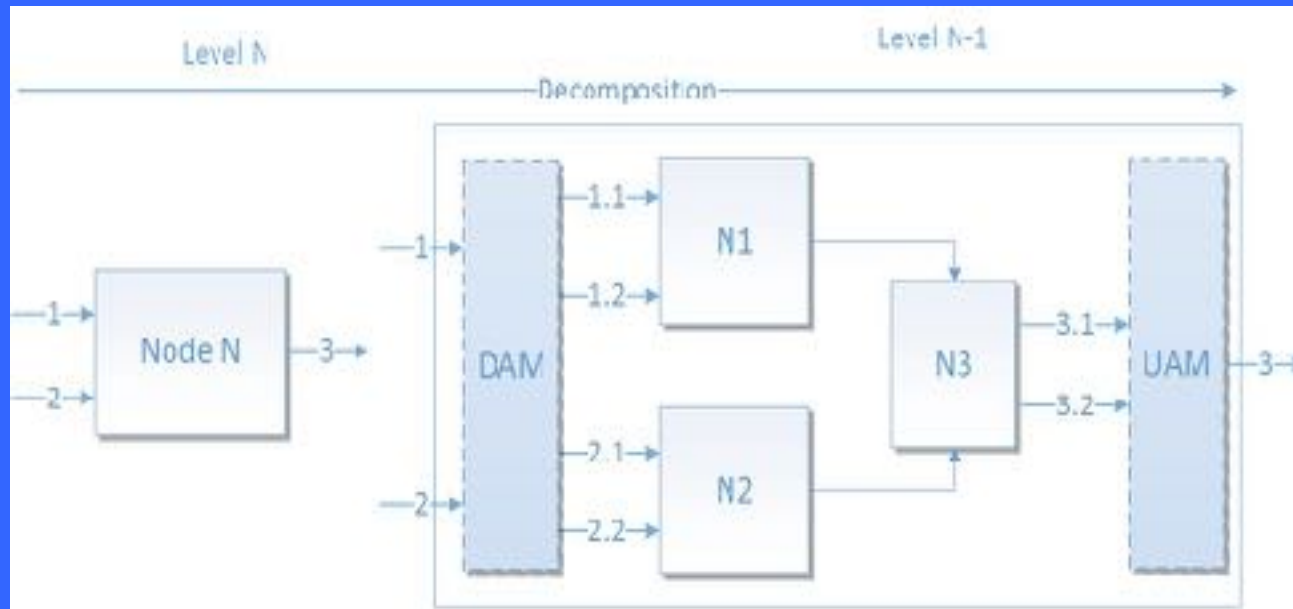 Level N
Level N-1
Decomposition
1
2
Node N
3
1
2
DAM
1.1
1.2
2.1
2.2
N1
N2
N3
3.1
3.2
UAM
3